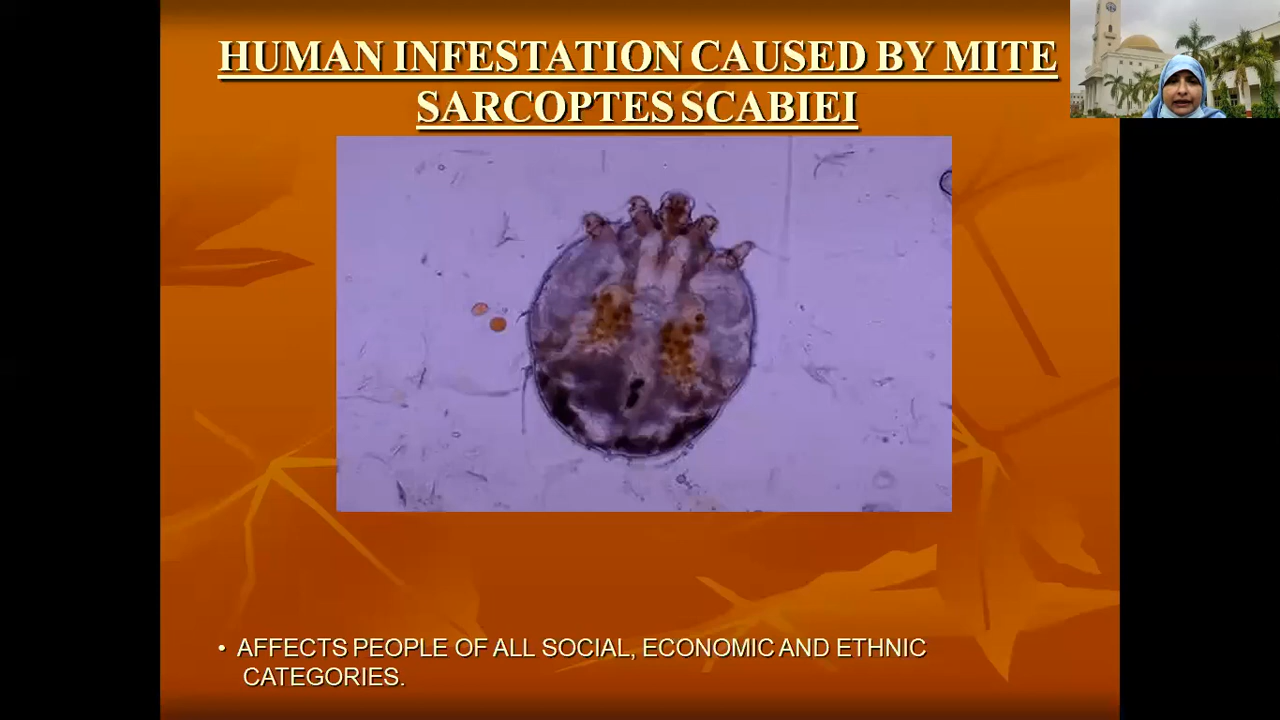 HUMAN INFESTATION CAUSED BY MITE
SARCOPTES SCABIEI
• AFFECTS PEOPLE OF ALL SOCIAL, ECONOMIC AND ETHNIC
CATEGORIES.